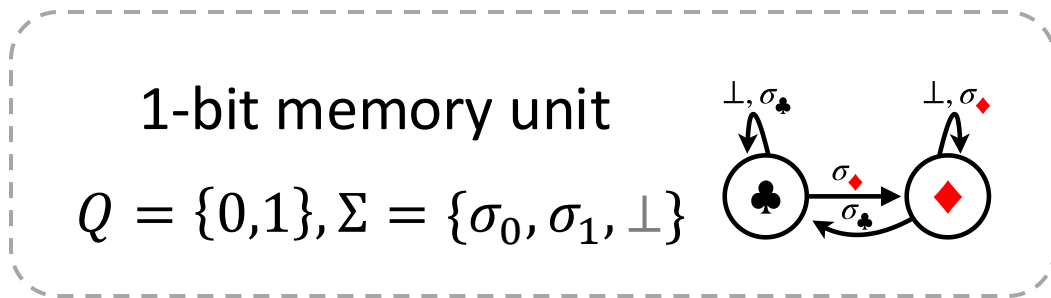 1-bit memory unit
Q = {0,1}, Σ = {σ₀, σ₁, ⊥}
⊥, σ♣
⊥, σ♦
σ♦
♣
♦
σ♣